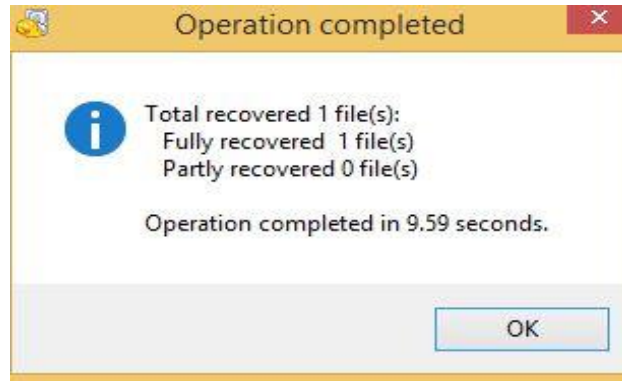 Operation completed
Total recovered 1 file(s):
Fully recovered 1 file(s)
Partly recovered 0 file(s)
Operation completed in 9.59 seconds.
OK